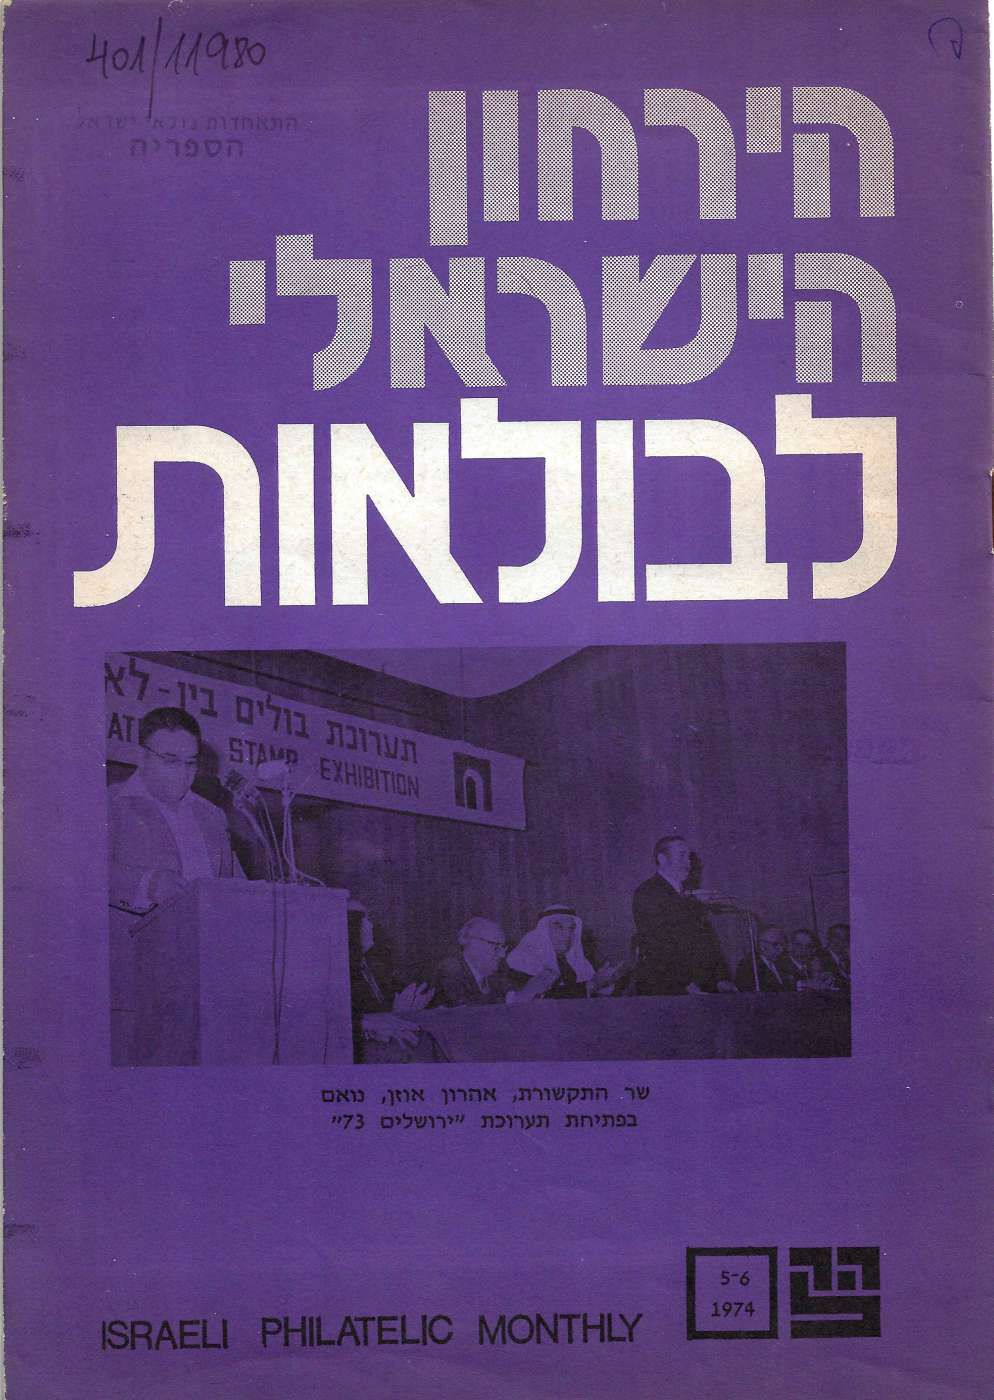 401/11980
התאחדות בולאי ישראל
הספריה
הירחון
הישראלי
לבולאות
תערוכת בולים בין-לא
STAMP EXHIBITION
שר התקשורת, אהרון אוזן, נואם
בפתיחת תערוכת "ירושלים 73"
5-6
1974
ISRAELI PHILATELIC MONTHLY